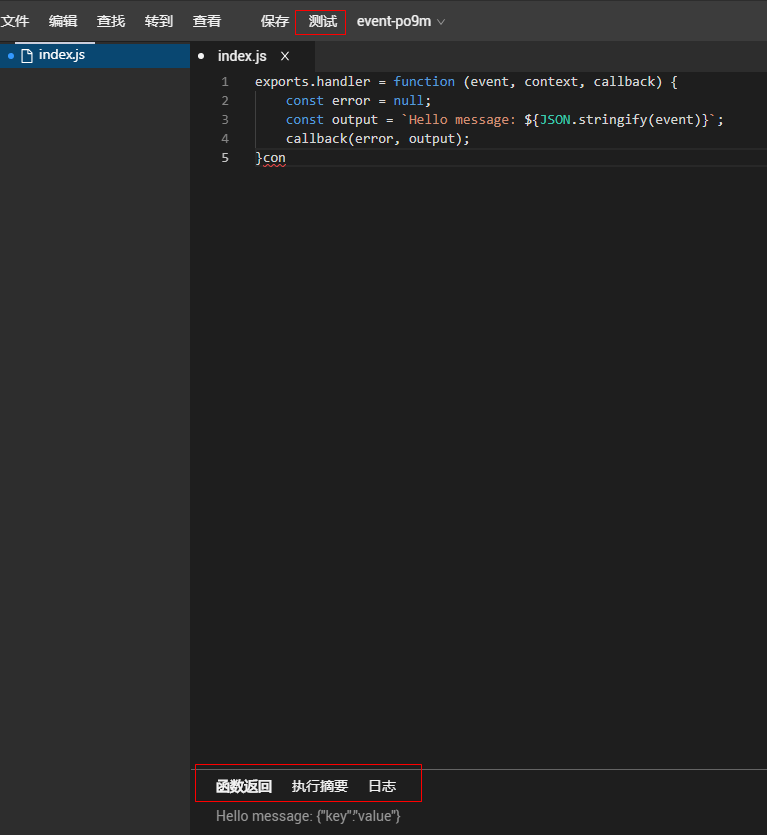 文件 编辑 查找 转到 查看 保存 测试 event-po9m
index.js
index.js X
1 exports.handler = function (event, context, callback) {
2     const error = null;
3     const output = `Hello message: ${JSON.stringify(event)}`;
4     callback(error, output);
5 }con
函数返回 执行摘要 日志
Hello message: {"key":"value"}